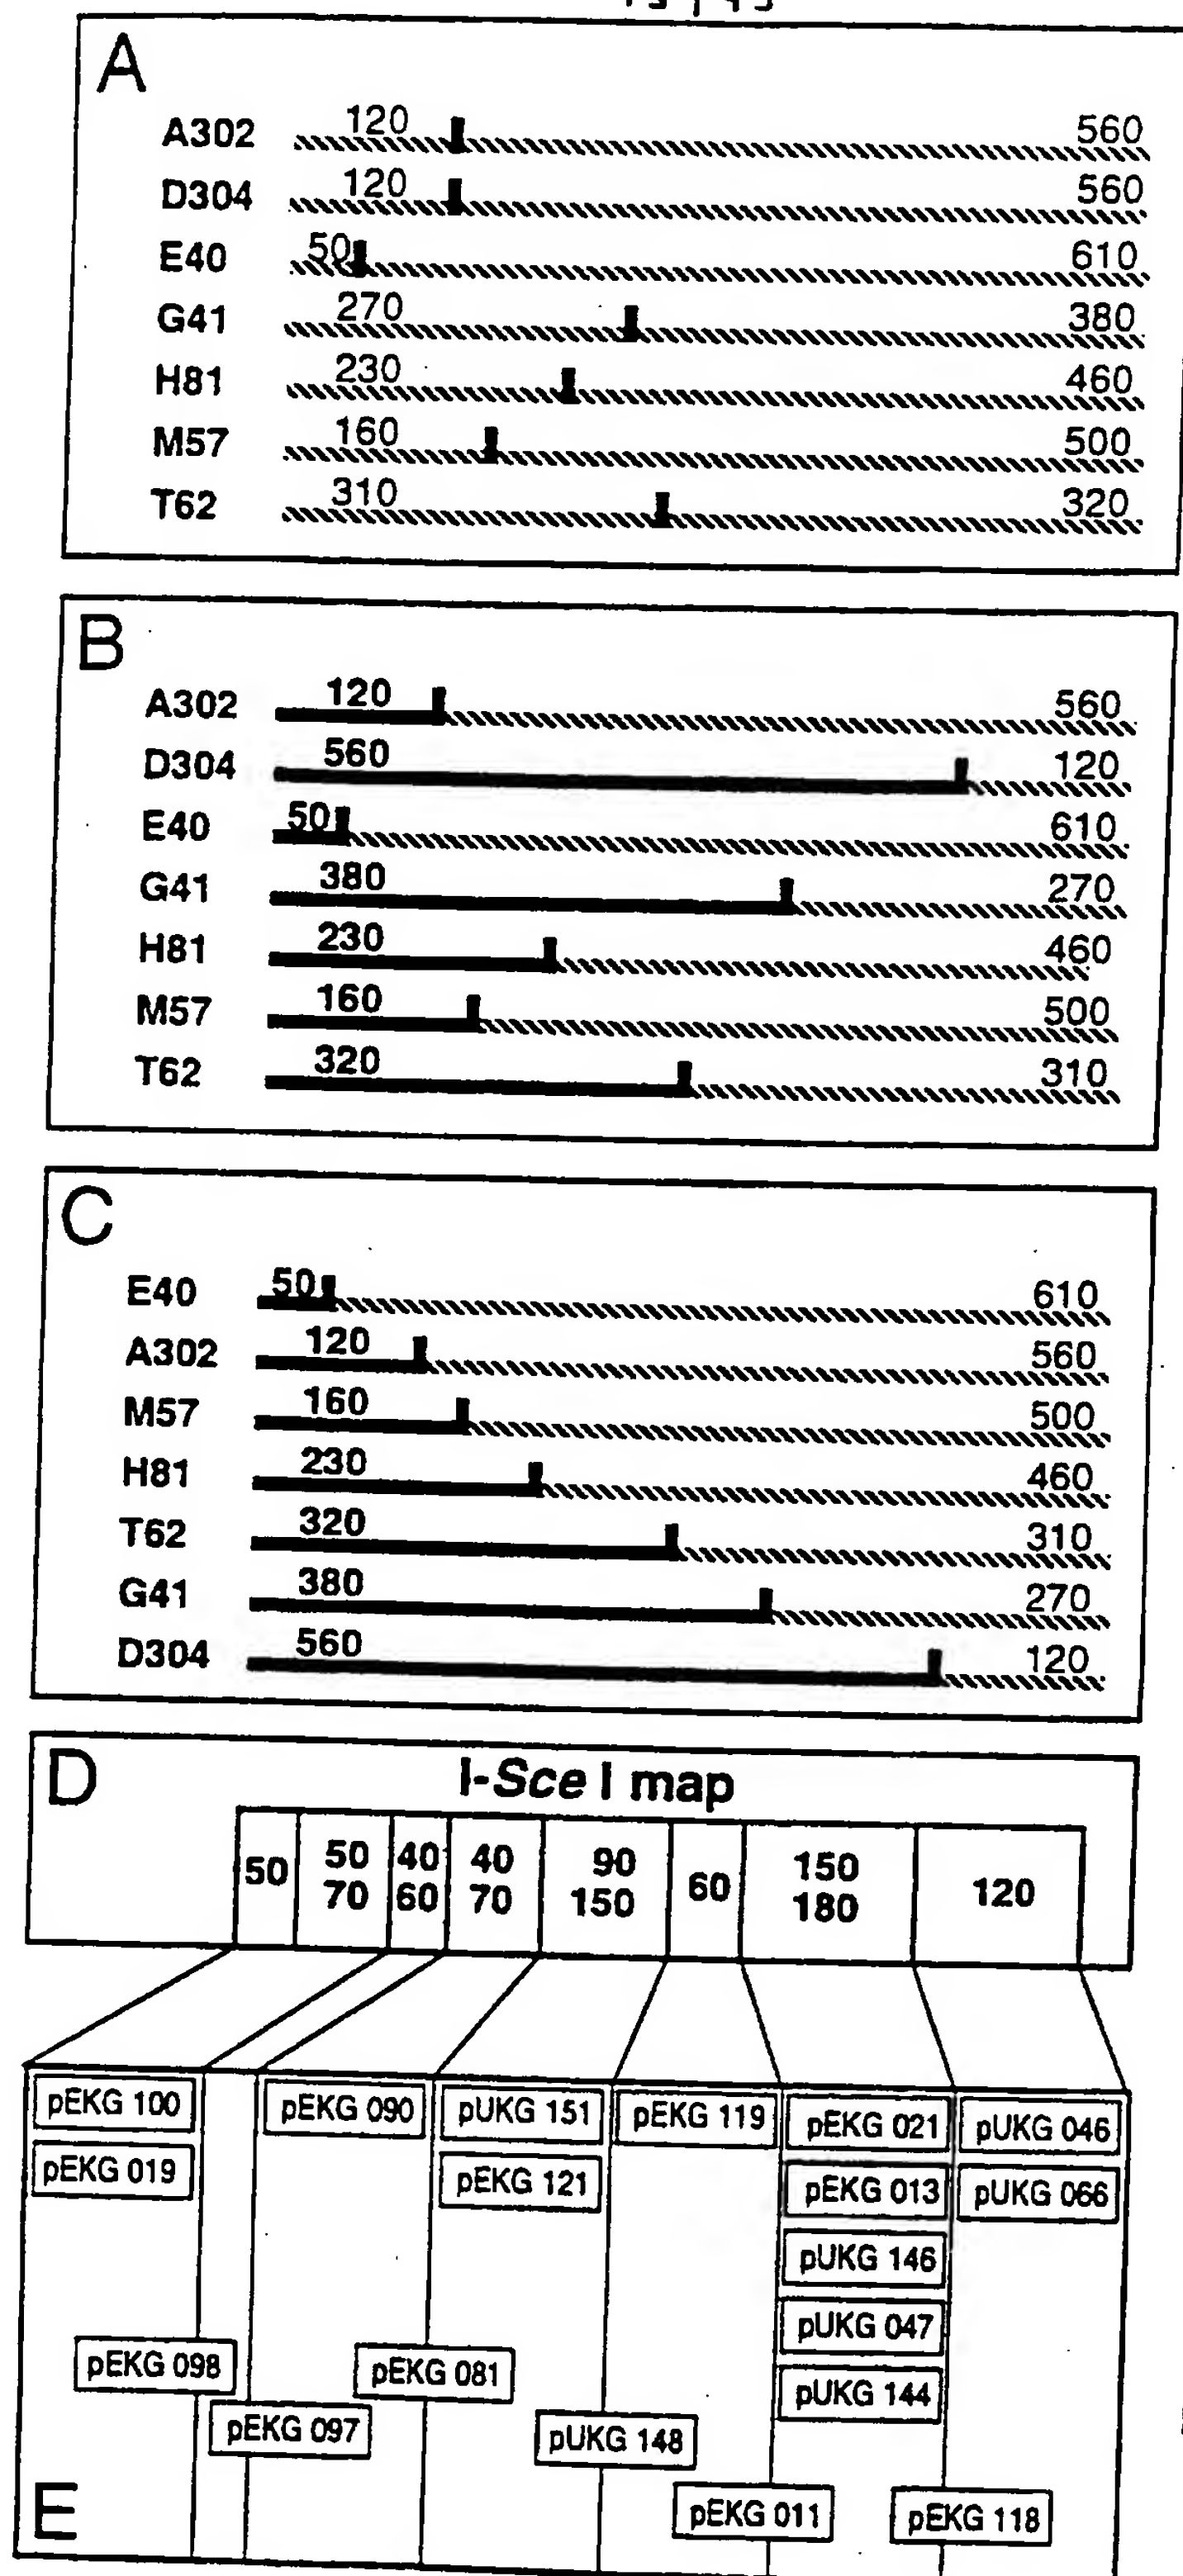 A
A302 120 560
D304 120 560
E40 50 610
G41 270 380
H81 230 460
M57 160 500
T62 310 320
B
A302 120 560
D304 560 120
E40 50 610
G41 380 270
H81 230 460
M57 160 500
T62 320 310
C
E40 50 610
A302 120 560
M57 160 500
H81 230 460
T62 320 310
G41 380 270
D304 560 120
D
I-Sce I map
50 50 40 40 90 60 150 120
70 60 70 150 180
pEKG 100 pEKG 090 pUKG 151 pEKG 119 pEKG 021 pUKG 046
pEKG 019 pEKG 121 pEKG 013 pUKG 066
pUKG 146
pUKG 047
pEKG 098 pEKG 081 pUKG 144
pEKG 097 pUKG 148
pEKG 011 pEKG 118
E